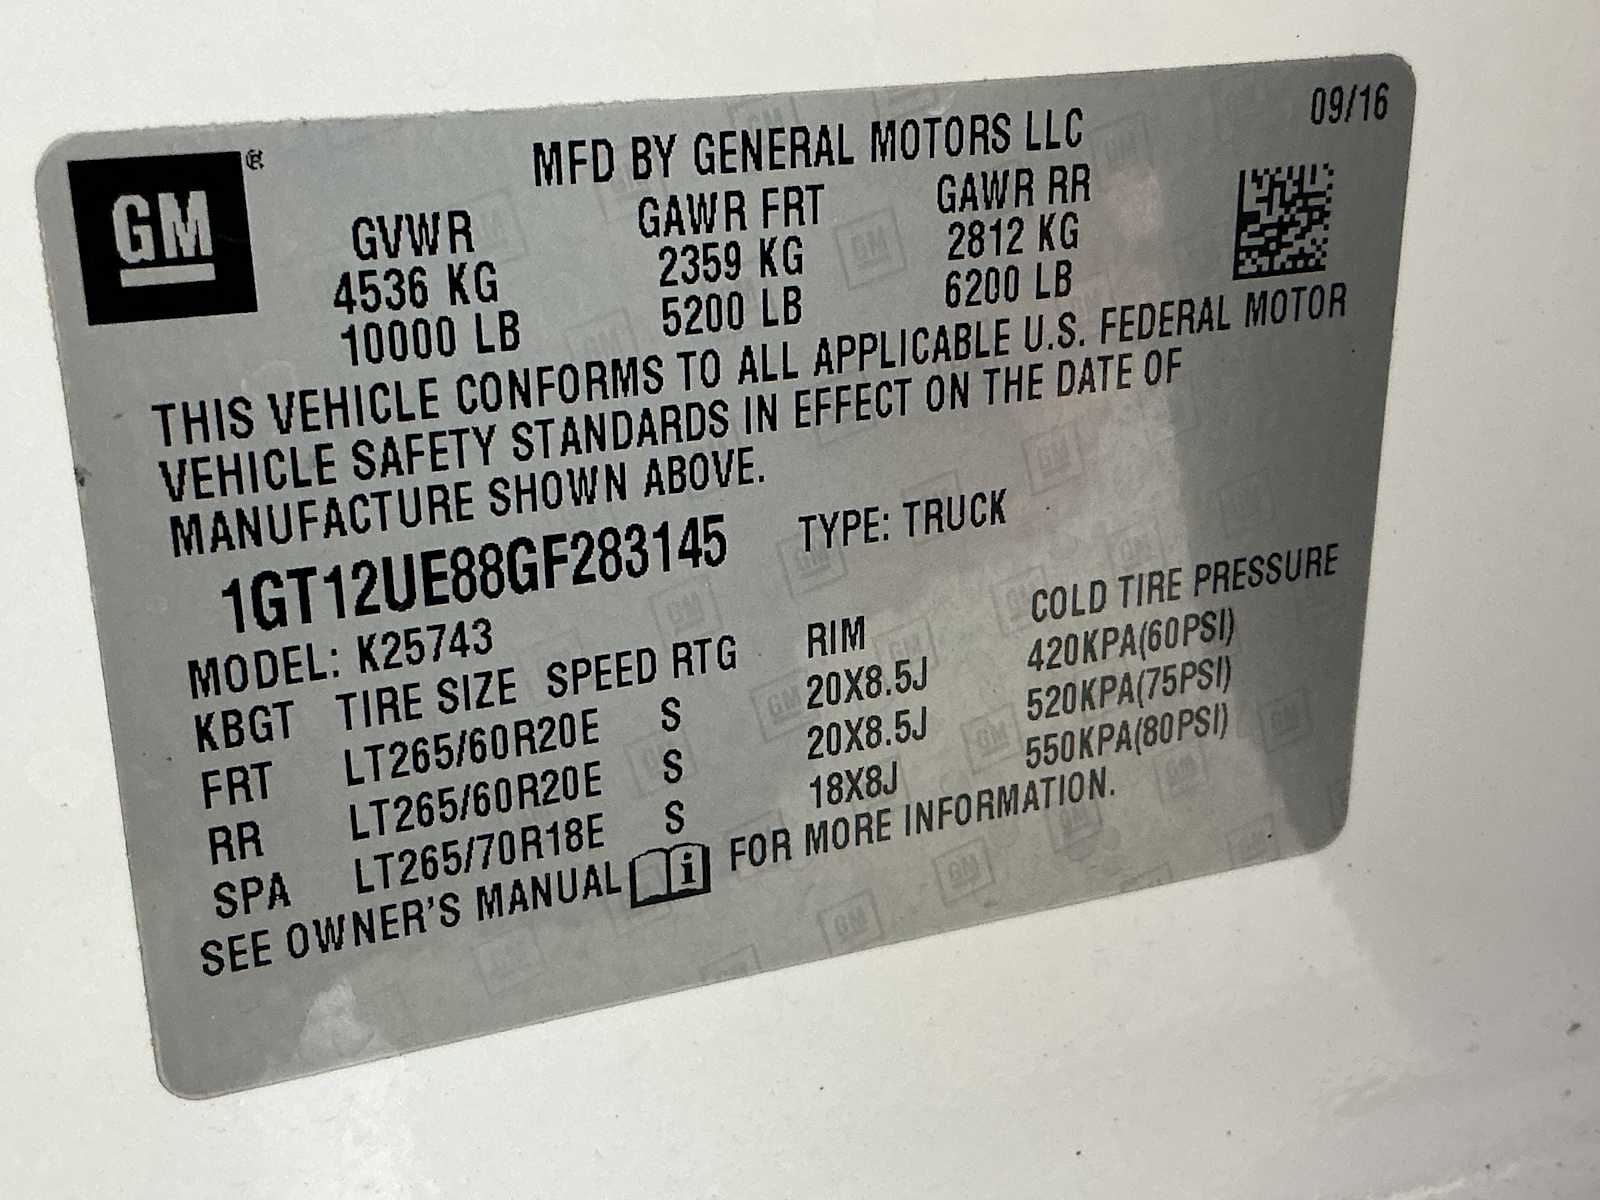 09/16
GM®
MFD BY GENERAL MOTORS LLC
GVWR GAWR FRT GAWR RR
4536 KG 2359 KG 2812 KG
10000 LB 5200 LB 6200 LB
THIS VEHICLE CONFORMS TO ALL APPLICABLE U.S. FEDERAL MOTOR
VEHICLE SAFETY STANDARDS IN EFFECT ON THE DATE OF
MANUFACTURE SHOWN ABOVE.
1GT12UE88GF283145 TYPE: TRUCK
MODEL: K25743
KBGT TIRE SIZE SPEED RTG RIM COLD TIRE PRESSURE
FRT LT265/60R20E S 20X8.5J 420KPA(60PSI)
RR LT265/60R20E S 20X8.5J 520KPA(75PSI)
SPA LT265/70R18E S 18X8J 550KPA(80PSI)
SEE OWNER'S MANUAL i FOR MORE INFORMATION.